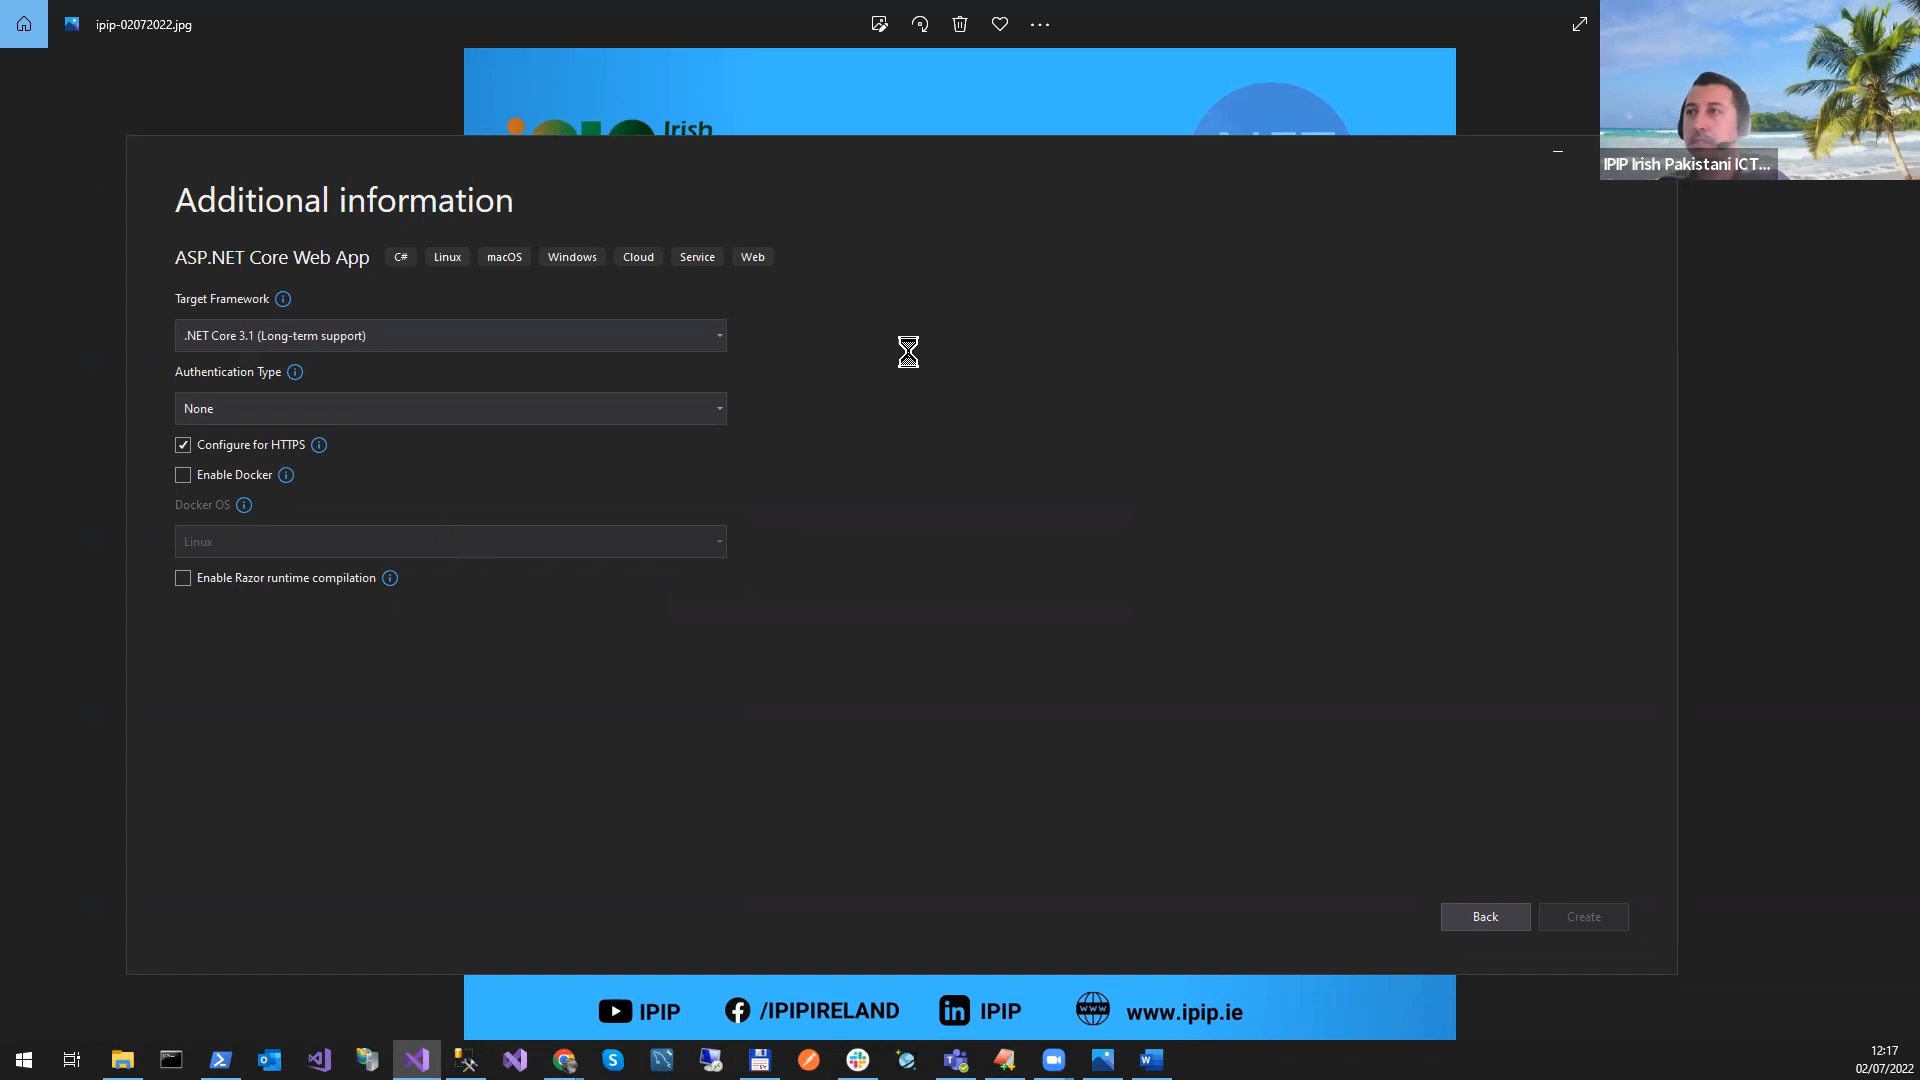 ipip-02072022.jpg
Irish
.NET
IPIP Irish Pakistani ICT...
Additional information
ASP.NET Core Web App C# Linux macOS Windows Cloud Service Web
Target Framework
.NET Core 3.1 (Long-term support)
Authentication Type
None
Configure for HTTPS
Enable Docker
Docker OS
Linux
Enable Razor runtime compilation
Back Create
IPIP /IPIPIRELAND IPIP www.ipip.ie
12:17
02/07/2022